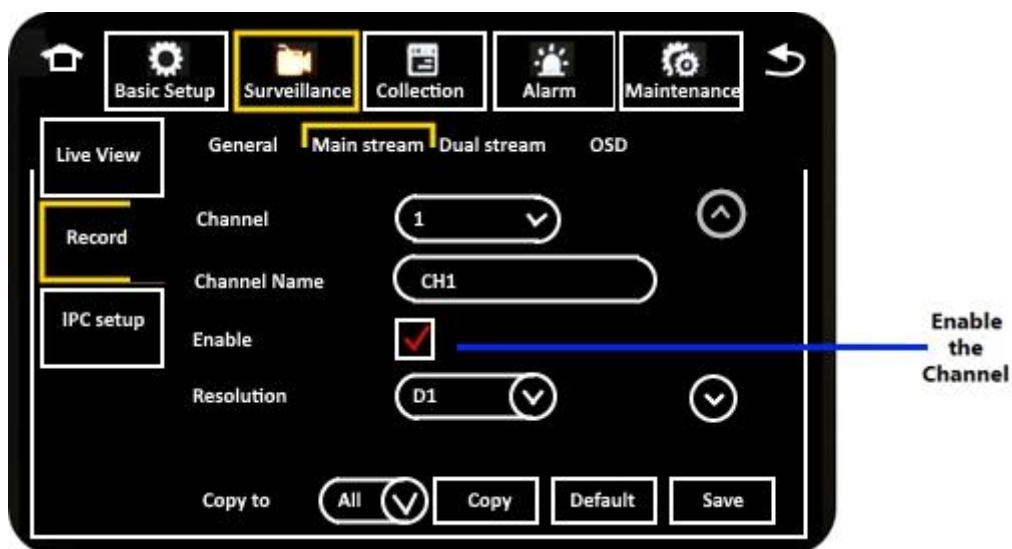 Basic Setup
Surveillance
Collection
Alarm
Maintenance
Live View
General
Main stream
Dual stream
OSD
Record
Channel
1
Channel Name
CH1
IPC setup
Enable
Enable
the
Channel
Resolution
D1
Copy to
All
Copy
Default
Save